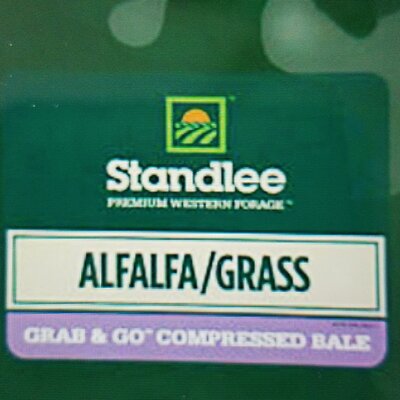 Standlee
PREMIUM WESTERN FORAGE™
ALFALFA/GRASS
GRAB & GO™ COMPRESSED BALE